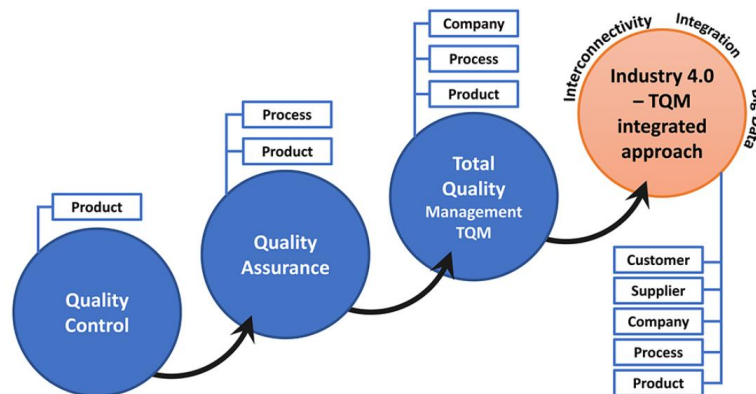 Product
Quality
Control
Process
Product
Quality
Assurance
Company
Process
Product
Total
Quality
Management
TQM
Interconnectivity
Integration
Data
Industry 4.0
– TQM
integrated
approach
Customer
Supplier
Company
Process
Product